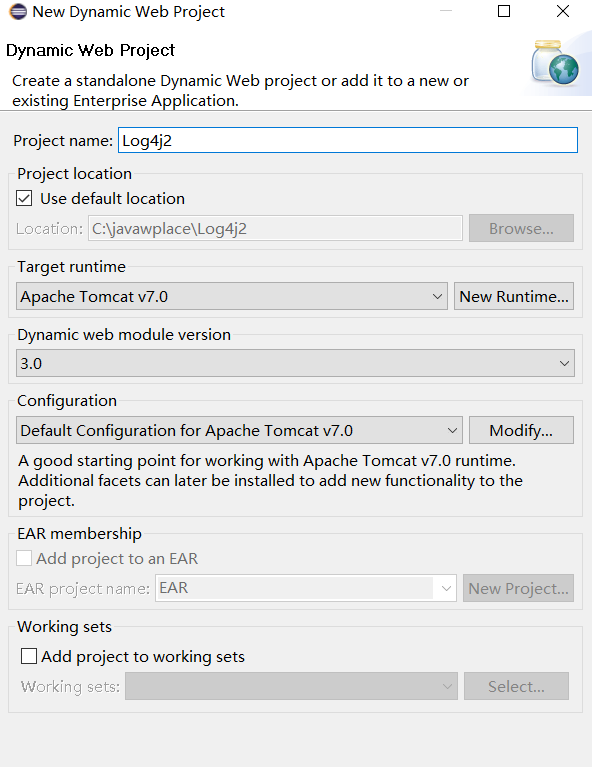 New Dynamic Web Project
Dynamic Web Project
Create a standalone Dynamic Web project or add it to a new or
existing Enterprise Application.
Project name: Log4j2
Project location
Use default location
Location: C:\javawplace\Log4j2 Browse...
Target runtime
Apache Tomcat v7.0 New Runtime...
Dynamic web module version
3.0
Configuration
Default Configuration for Apache Tomcat v7.0 Modify...
A good starting point for working with Apache Tomcat v7.0 runtime.
Additional facets can later be installed to add new functionality to the
project.
EAR membership
Add project to an EAR
EAR project name: EAR New Project...
Working sets
Add project to working sets
Working sets: Select...